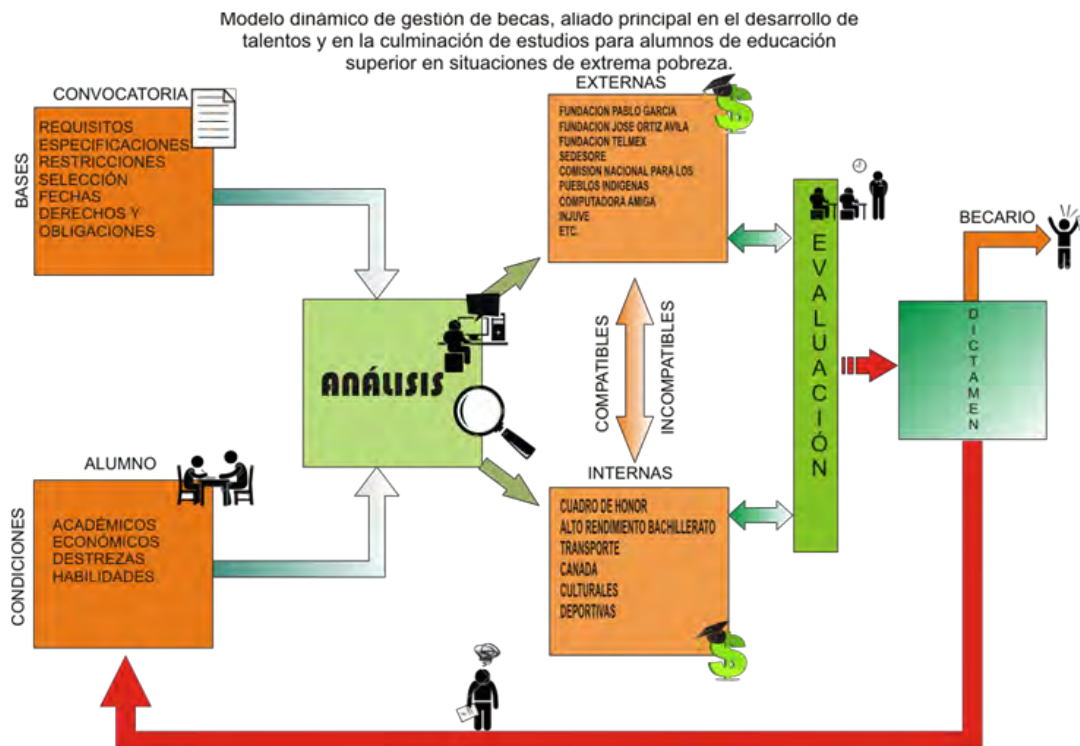 Modelo dinámico de gestión de becas, aliado principal en el desarrollo de
talentos y en la culminación de estudios para alumnos de educación
superior en situaciones de extrema pobreza.
CONVOCATORIA
BASES
REQUISITOS
ESPECIFICACIONES
RESTRICCIONES
SELECCIÓN
FECHAS
DERECHOS Y
OBLIGACIONES
ALUMNO
CONDICIONES
ACADÉMICOS
ECONÓMICOS
DESTREZAS
HABILIDADES
ANÁLISIS
EXTERNAS
FUNDACION PABLO GARCIA
FUNDACION JOSE ORTIZ AVILA
FUNDACION TELMEX
SEDESORE
COMISION NACIONAL PARA LOS
PUEBLOS INDIGENAS
COMPUTADORA AMIGA
INJUVE
ETC.
COMPATIBLES
INCOMPATIBLES
INTERNAS
CUADRO DE HONOR
ALTO RENDIMIENTO BACHILLERATO
TRANSPORTE
CANADA
CULTURALES
DEPORTIVAS
EVALUACIÓN
DICTAMEN
BECARIO